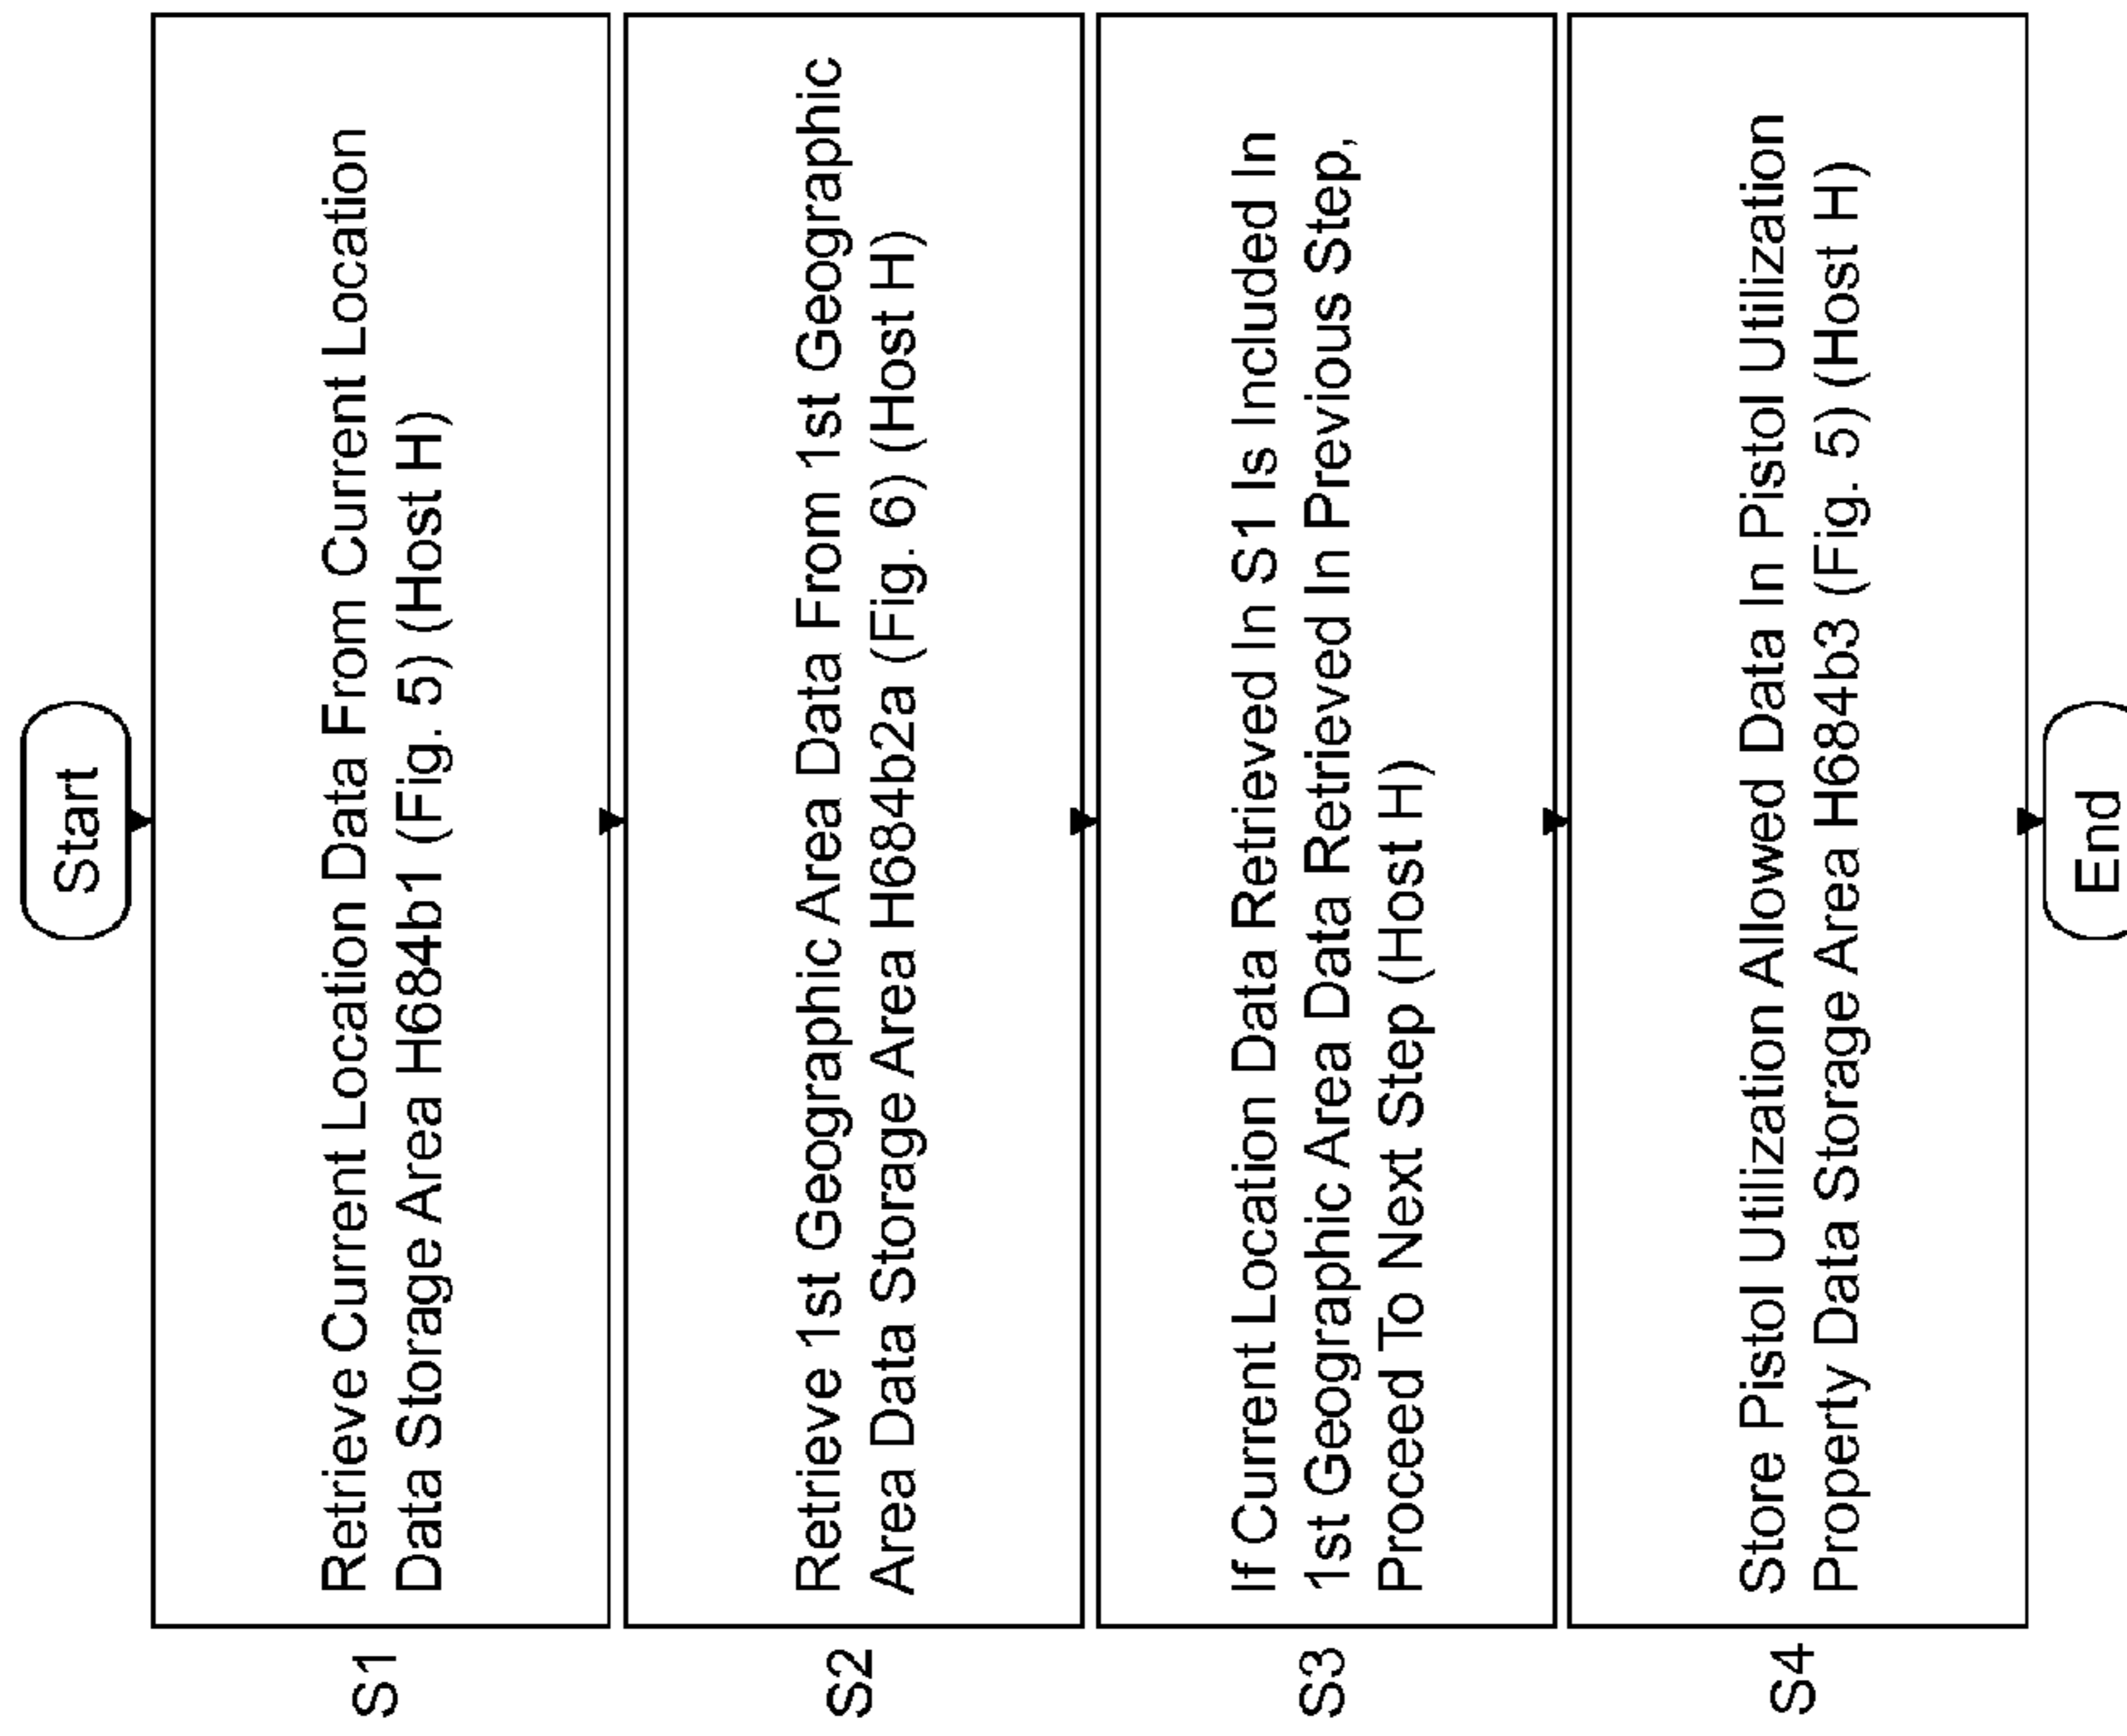 Start
S1
Retrieve Current Location Data From Current Location
Data Storage Area H684b1 (Fig. 5) (Host H)
S2
Retrieve 1st Geographic Area Data From 1st Geographic
Area Data Storage Area H684b2a (Fig. 6) (Host H)
S3
If Current Location Data Retrieved In S1 Is Included In
1st Geographic Area Data Retrieved In Previous Step,
Proceed To Next Step (Host H)
S4
Store Pistol Utilization Allowed Data In Pistol Utilization
Property Data Storage Area H684b3 (Fig. 5) (Host H)
End